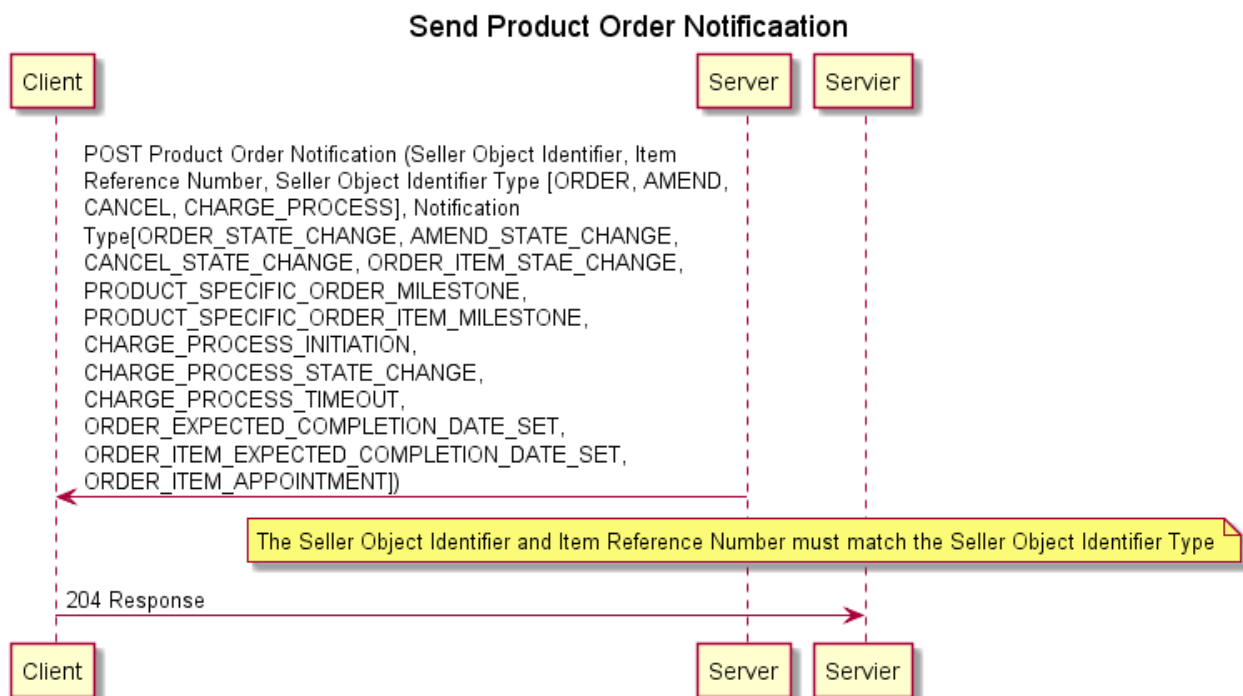 Send Product Order Notificaation
Client
Server
Servier
POST Product Order Notification (Seller Object Identifier, Item
Reference Number, Seller Object Identifier Type [ORDER, AMEND,
CANCEL, CHARGE_PROCESS], Notification
Type[ORDER_STATE_CHANGE, AMEND_STATE_CHANGE,
CANCEL_STATE_CHANGE, ORDER_ITEM_STAE_CHANGE,
PRODUCT_SPECIFIC_ORDER_MILESTONE,
PRODUCT_SPECIFIC_ORDER_ITEM_MILESTONE,
CHARGE_PROCESS_INITIATION,
CHARGE_PROCESS_STATE_CHANGE,
CHARGE_PROCESS_TIMEOUT,
ORDER_EXPECTED_COMPLETION_DATE_SET,
ORDER_ITEM_EXPECTED_COMPLETION_DATE_SET,
ORDER_ITEM_APPOINTMENT])
The Seller Object Identifier and Item Reference Number must match the Seller Object Identifier Type
204 Response
Client
Server
Servier